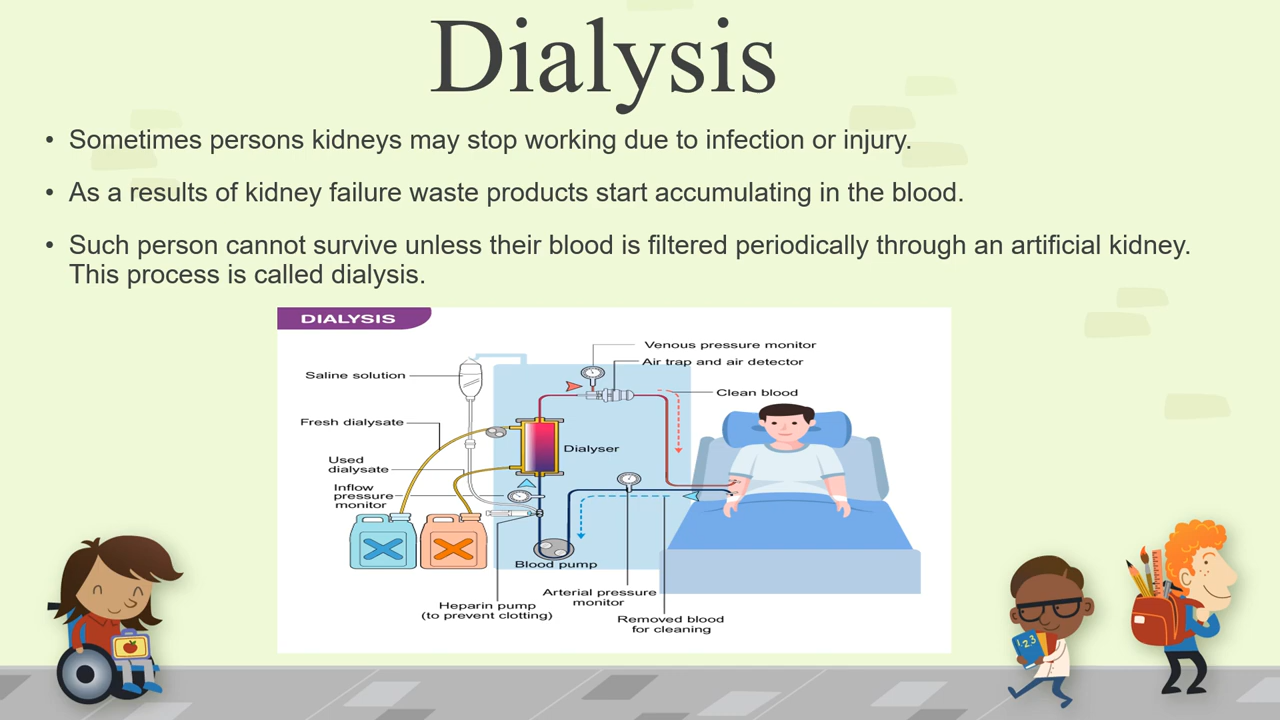 Dialysis
• Sometimes persons kidneys may stop working due to infection or injury.
• As a results of kidney failure waste products start accumulating in the blood.
• Such person cannot survive unless their blood is filtered periodically through an artificial kidney.
This process is called dialysis.
DIALYSIS
Venous pressure monitor
Air trap and air detector
Saline solution
Clean blood
Fresh dialysate
Dialyser
Used
dialysate
Inflow
pressure
monitor
Blood pump
Arterial pressure
monitor
Heparin pump
(to prevent clotting)
Removed blood
for cleaning
123